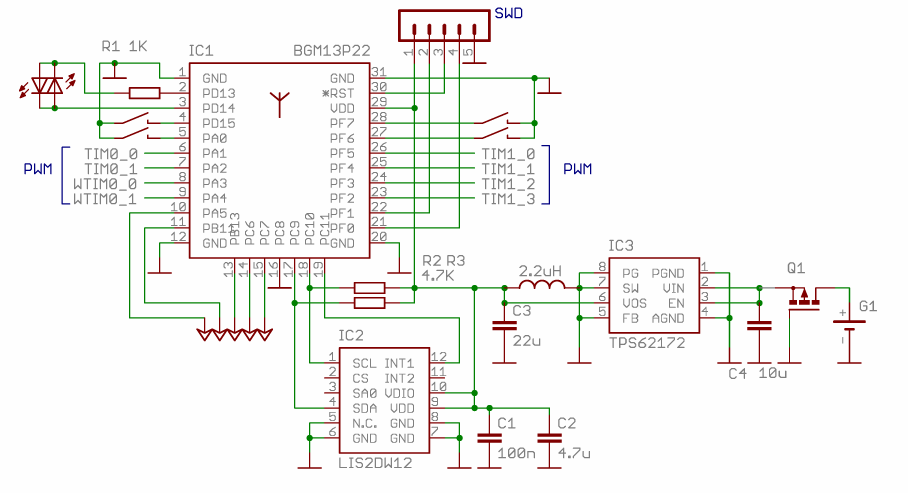 SWD
R1 1K
IC1
BGM13P22
1 2 3 4 5
1 GND
2 PD13
3 PD14
4 PD15
5 PA0
6 PA1
7 PA2
8 PA3
9 PA4
10 PA5
11 PB11
12 GND
GND 31
*RST 30
VDD 29
PF7 28
PF6 27
PF5 26
PF4 25
PF3 24
PF2 23
PF1 22
PF0 21
GND 20
PB13 PC6 PC7 PC8 PC9 PC10 PC11
13 14 15 16 17 18 19
PWM
TIM0_0
TIM0_1
WTIM0_0
WTIM0_1
TIM1_0
TIM1_1
TIM1_2
TIM1_3
PWM
R2 R3
4.7K
2.2uH
C3
22u
IC3
8 PG PGND 1
7 SW VIN 2
6 VOS EN 3
5 FB AGND 4
TPS62172
Q1
G1
+
-
C4 10u
IC2
1 SCL INT1 12
2 CS INT2 11
3 SA0 VDIO 10
4 SDA VDD 9
5 N.C. GND 8
6 GND GND 7
LIS2DW12
C1
100n
C2
4.7u